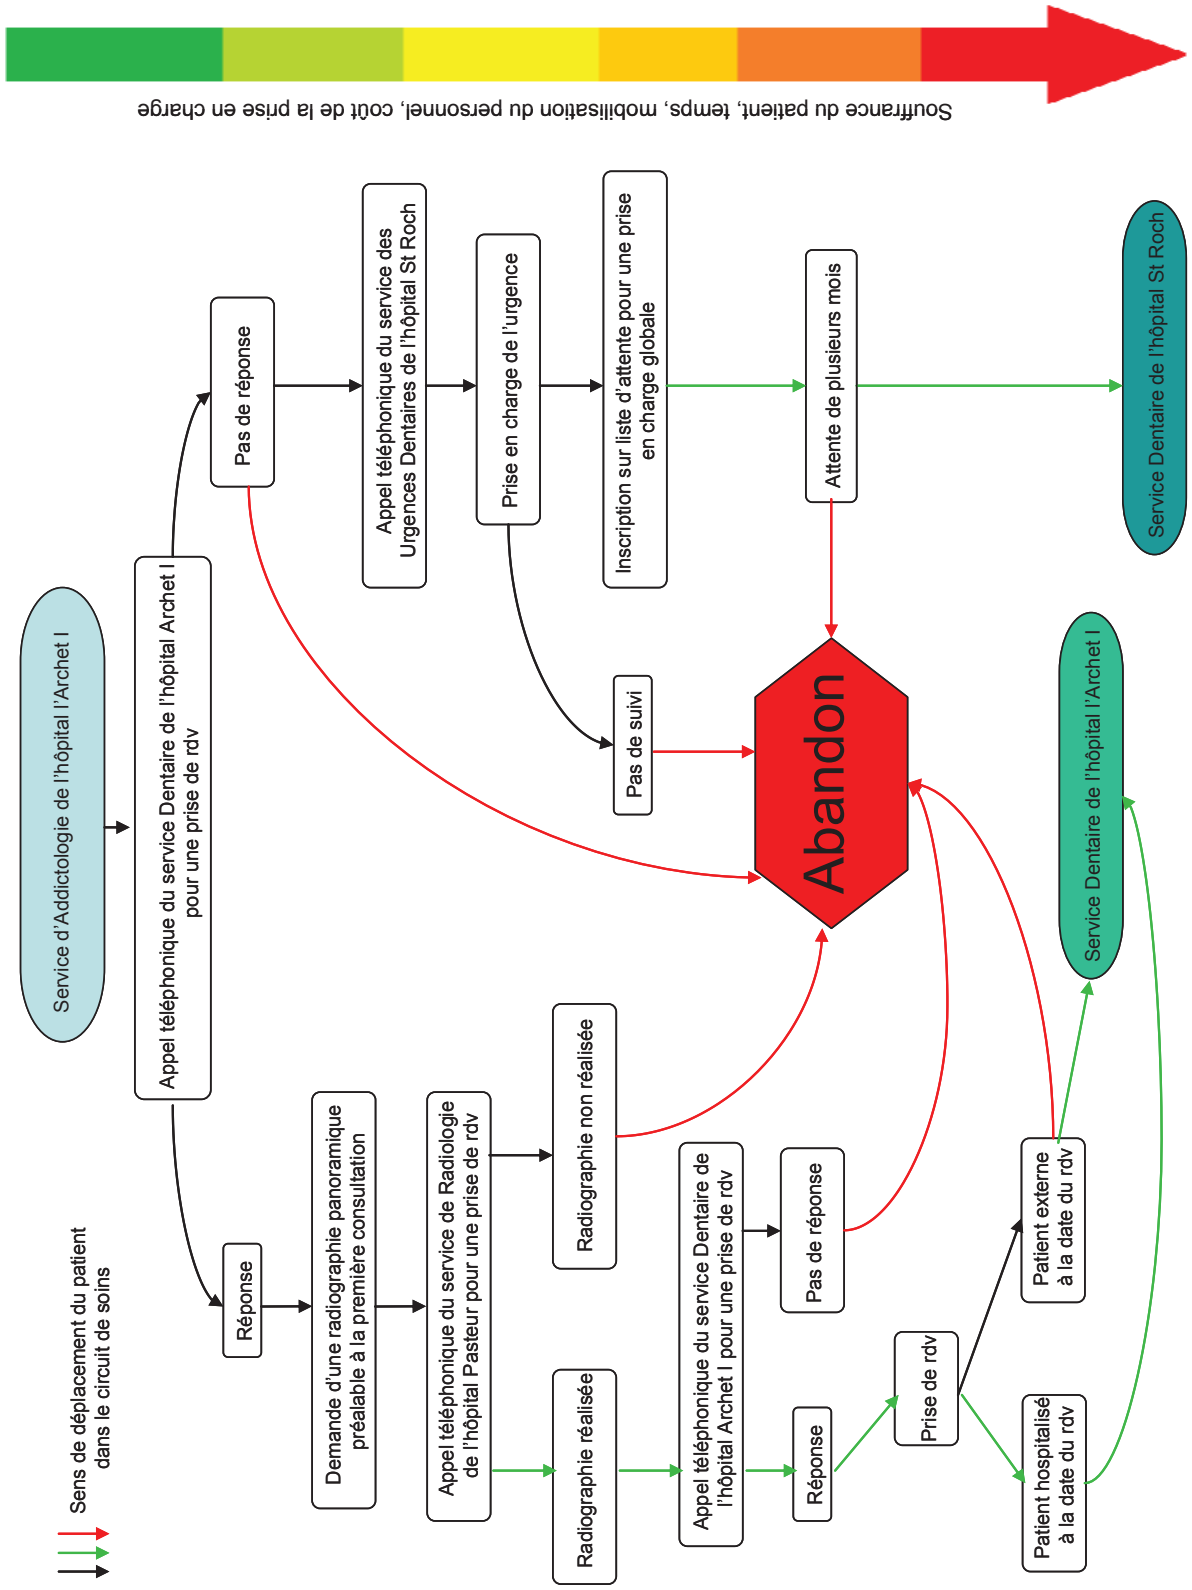 Sens de déplacement du patient
dans le circuit de soins
Service d'Addictologie de l'hôpital l'Archet I
Appel téléphonique du service Dentaire de l'hôpital Archet I
pour une prise de rdv
Réponse
Demande d'une radiographie panoramique
préalable à la première consultation
Appel téléphonique du service de Radiologie
de l'hôpital Pasteur pour une prise de rdv
Radiographie réalisée
Radiographie non réalisée
Appel téléphonique du service Dentaire de
l'hôpital Archet I pour une prise de rdv
Réponse
Pas de réponse
Prise de rdv
Patient hospitalisé
à la date du rdv
Patient externe
à la date du rdv
Service Dentaire de l'hôpital l'Archet I
Abandon
Pas de réponse
Appel téléphonique du service des
Urgences Dentaires de l'hôpital St Roch
Prise en charge de l'urgence
Pas de suivi
Inscription sur liste d'attente pour une prise
en charge globale
Attente de plusieurs mois
Service Dentaire de l'hôpital St Roch
Souffrance du patient, temps, mobilisation du personnel, coût de la prise en charge